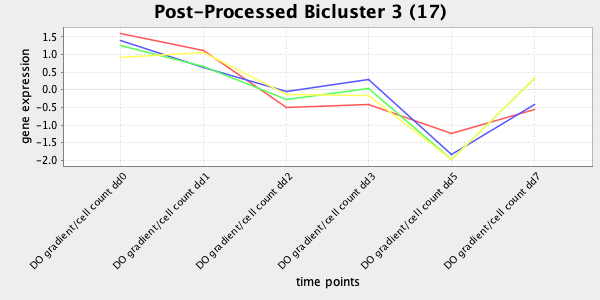 Post-Processed Bicluster 3 (17)
gene expression
1.5
1.0
0.5
0.0
-0.5
-1.0
-1.5
-2.0
DO gradient/cell count dd0
DO gradient/cell count dd1
DO gradient/cell count dd2
DO gradient/cell count dd3
DO gradient/cell count dd5
DO gradient/cell count dd7
time points